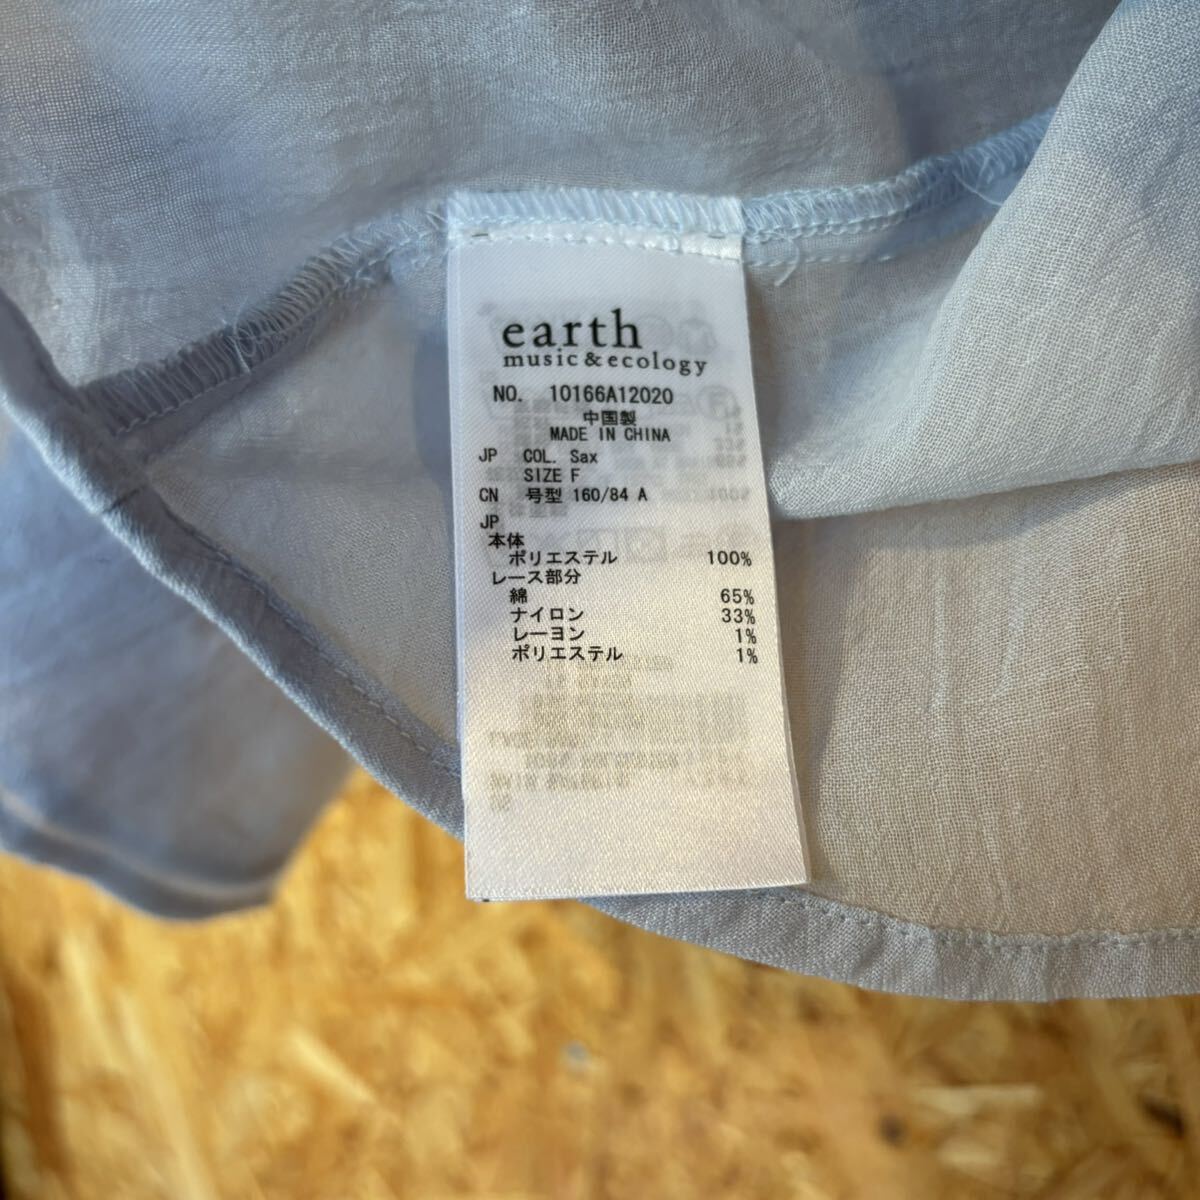 earth
music&ecology
NO. 10166A12020
中国製
MADE IN CHINA
JP COL. Sax
SIZE F
CN 号型 160/84 A
JP
本体
ポリエステル 100%
レース部分
綿 65%
ナイロン 33%
レーヨン 1%
ポリエステル 1%